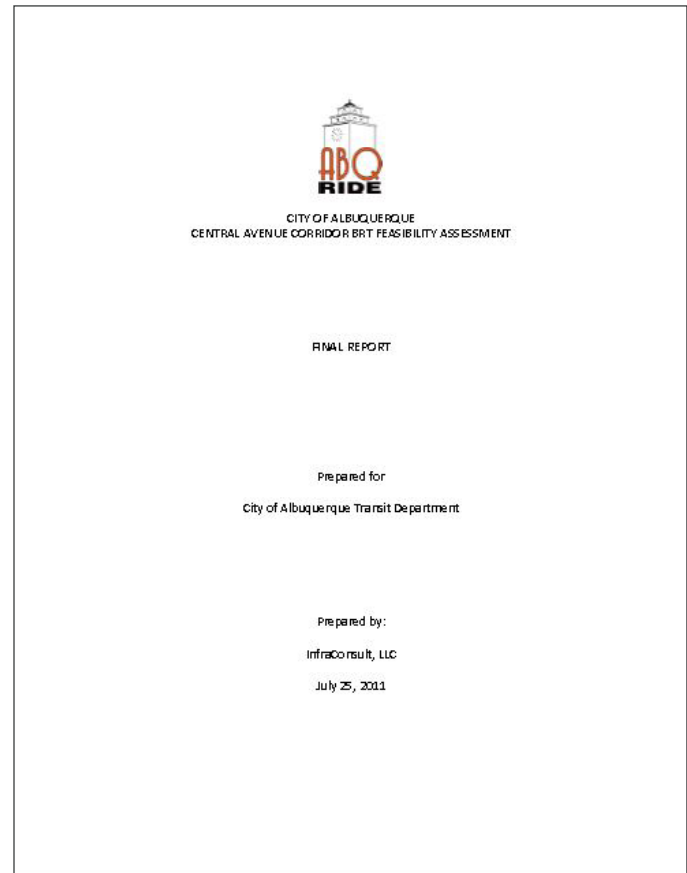 ABQ
RIDE
CITY OF ALBUQUERQUE
CENTRAL AVENUE CORRIDOR BRT FEASIBILITY ASSESSMENT
FINAL REPORT
Prepared for
City of Albuquerque Transit Department
Prepared by:
InfraConsult, LLC
July 25, 2011